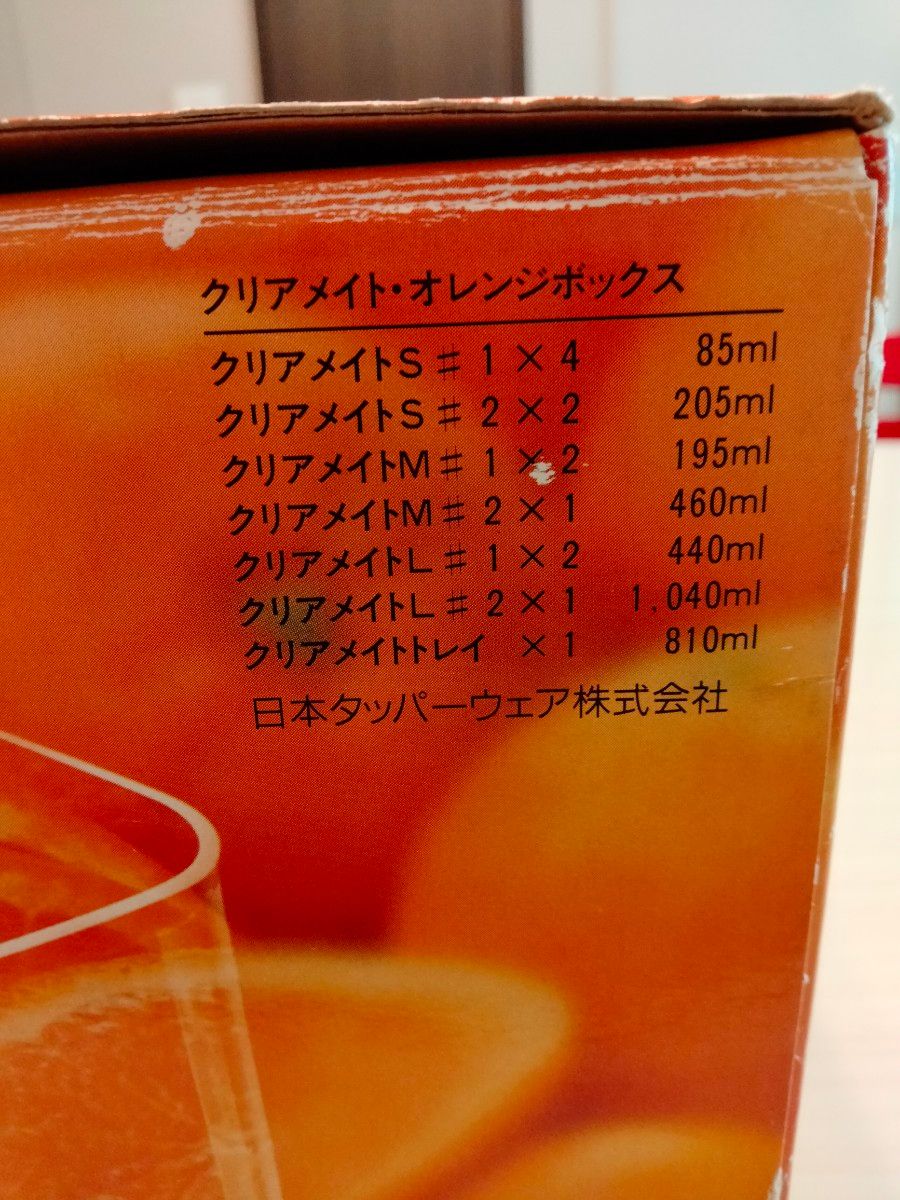 クリアメイト・オレンジボックス
クリアメイトS♯1×4 85ml
クリアメイトS♯2×2 205ml
クリアメイトM♯1×2 195ml
クリアメイトM♯2×1 460ml
クリアメイトL♯1×2 440ml
クリアメイトL♯2×1 1,040ml
クリアメイトトレイ ×1 810ml
日本タッパーウェア株式会社